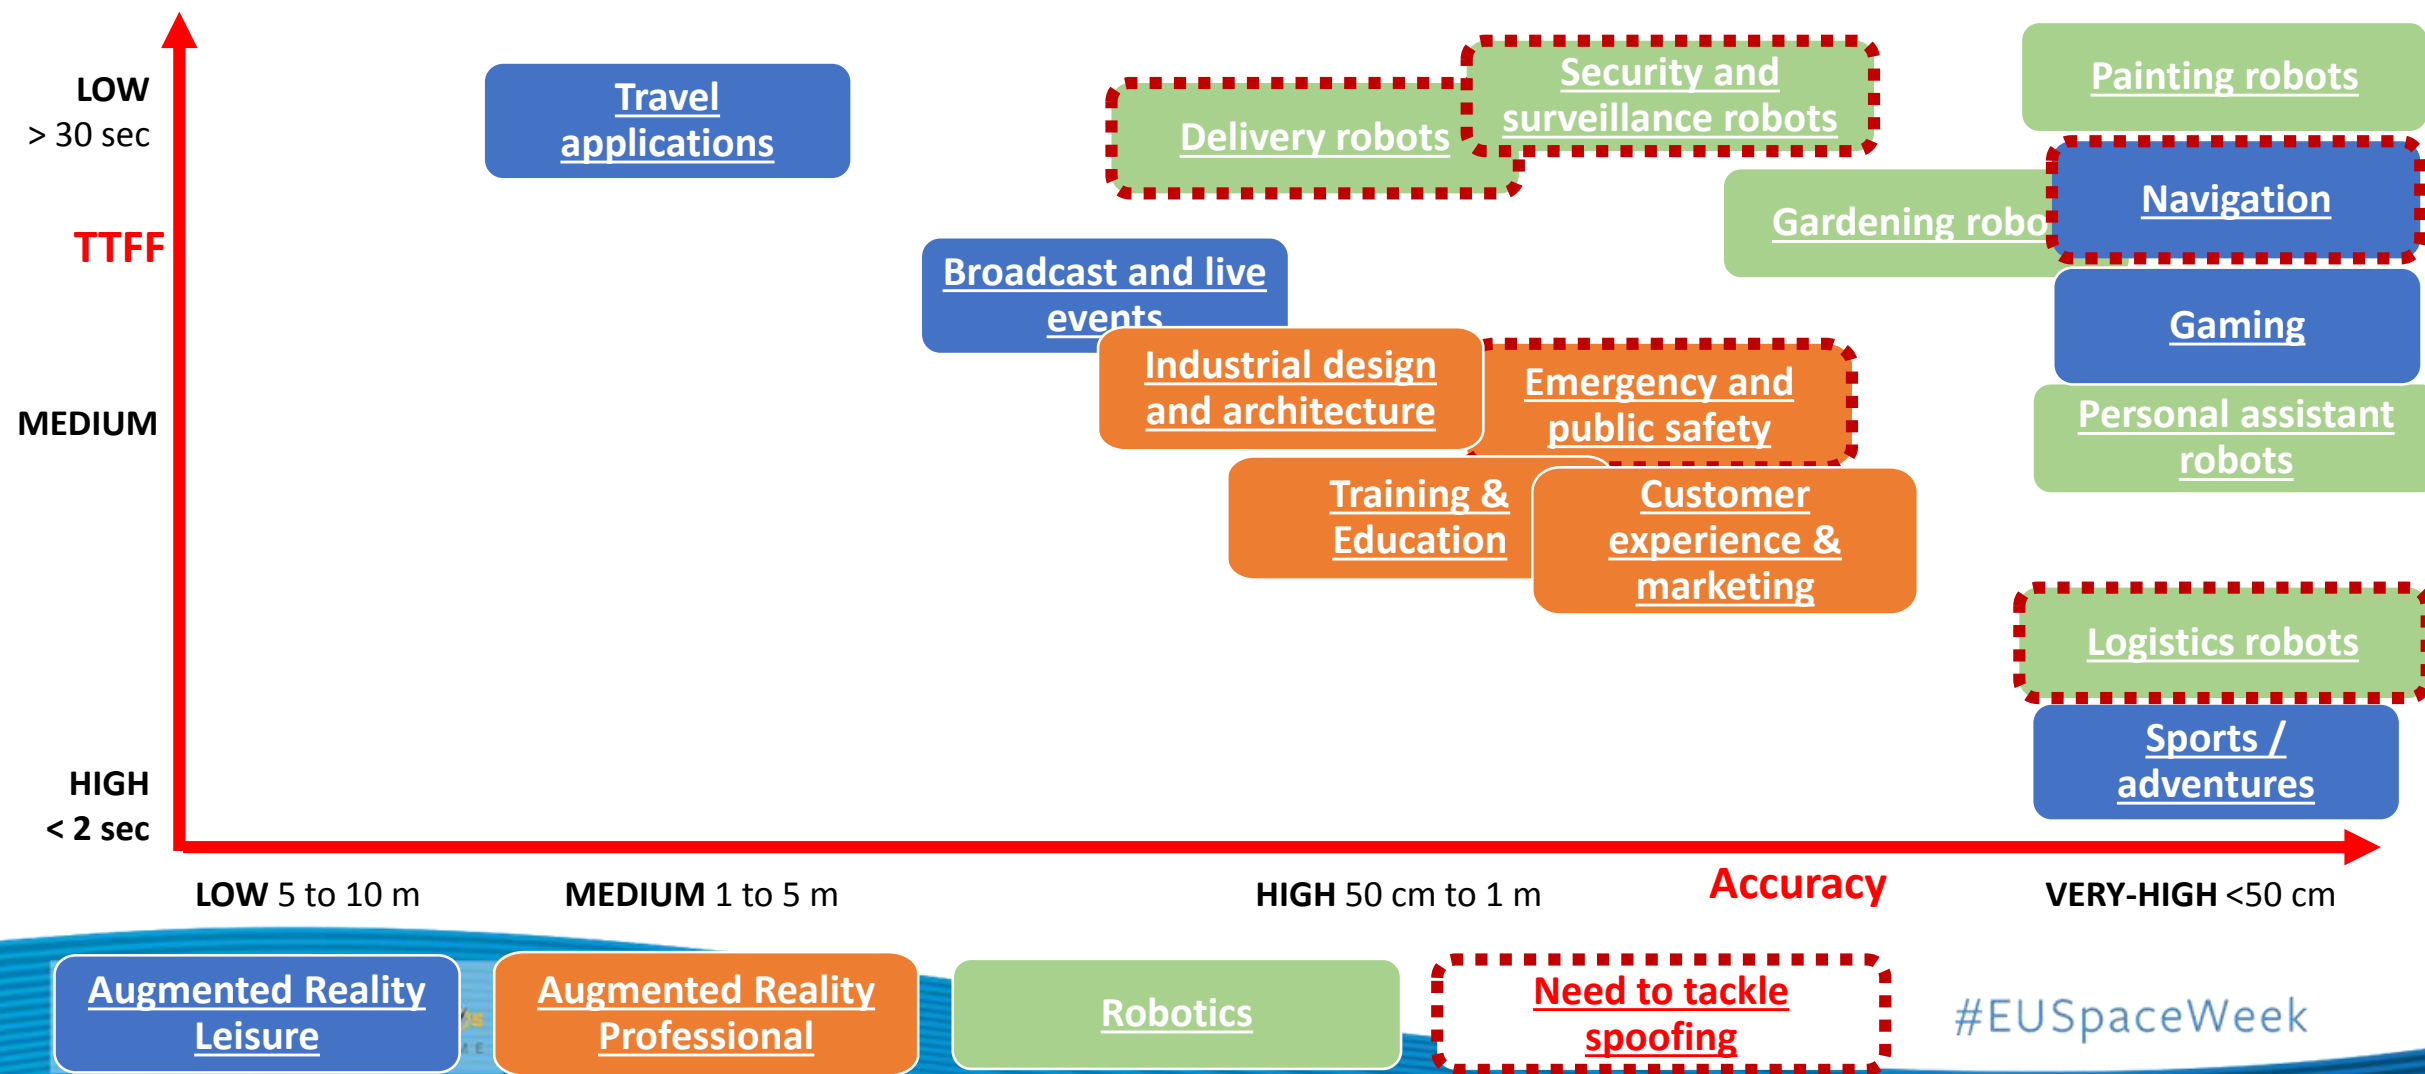 LOW
> 30 sec
TTFF
MEDIUM
HIGH
< 2 sec
Travel
applications
Delivery robots
Security and
surveillance robots
Painting robots
Gardening robo
Navigation
Broadcast and live
events
Gaming
Industrial design
and architecture
Emergency and
public safety
Personal assistant
robots
Training &
Education
Customer
experience &
marketing
Logistics robots
Sports /
adventures
LOW 5 to 10 m
MEDIUM 1 to 5 m
HIGH 50 cm to 1 m
Accuracy
VERY-HIGH <50 cm
Augmented Reality
Leisure
Augmented Reality
Professional
Robotics
Need to tackle
spoofing
#EUSpaceWeek